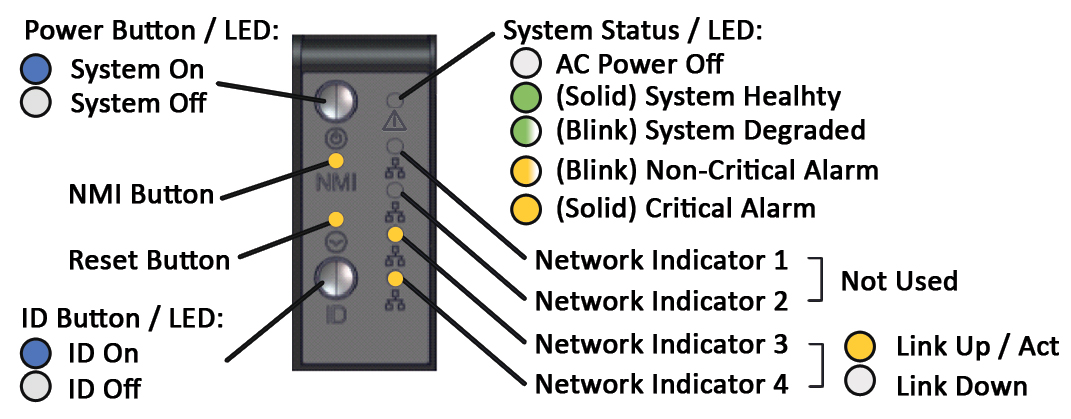 Power Button / LED:
System On
System Off
NMI Button
Reset Button
ID Button / LED:
ID On
ID Off
NMI
ID
System Status / LED:
AC Power Off
(Solid) System Healhty
(Blink) System Degraded
(Blink) Non-Critical Alarm
(Solid) Critical Alarm
Network Indicator 1
Network Indicator 2
Not Used
Network Indicator 3
Network Indicator 4
Link Up / Act
Link Down